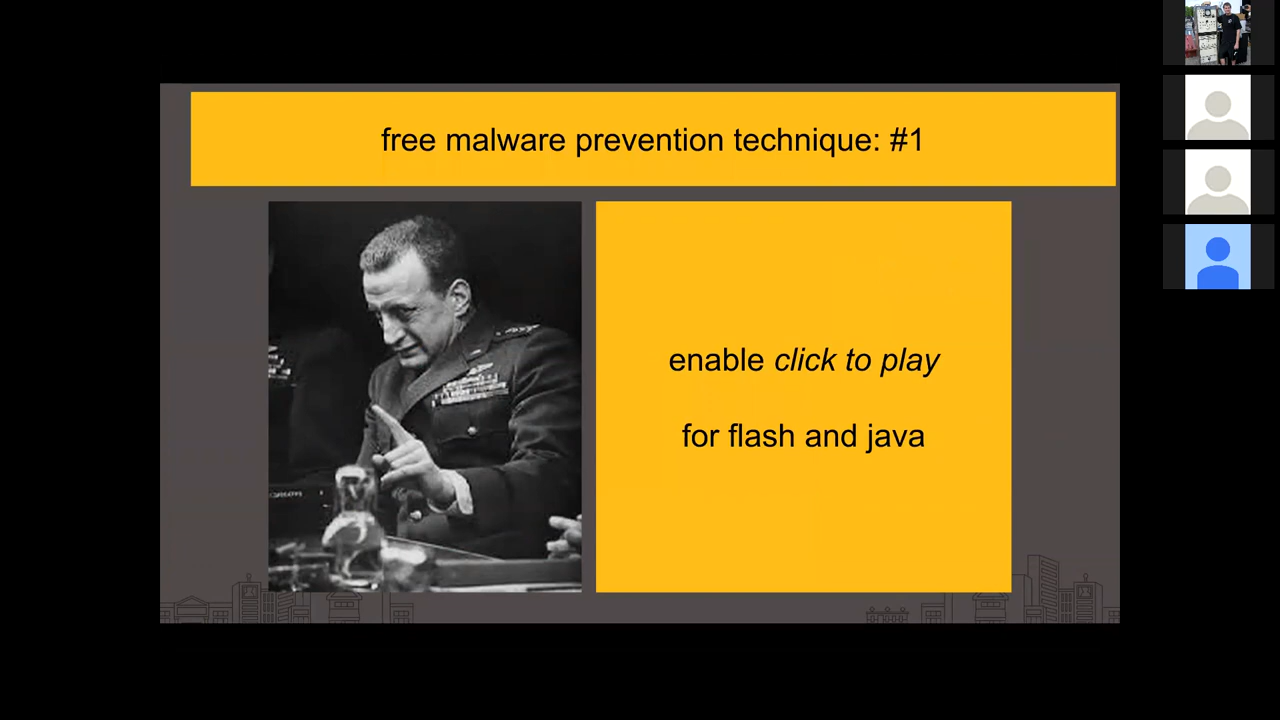 free malware prevention technique: #1
enable click to play
for flash and java